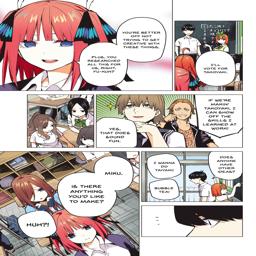 YOU'RE BETTER
OFF NOT
TRYING TO GET
CREATIVE WITH
THESE THINGS.
PLUS, YOU
RESEARCHED
ALL THIS FOR
US, RIGHT,
FU-KUN?
I'LL
VOTE FOR
TAKOYAKI.
YES,
THAT DOES
SOUND
FUN.
IF WE'RE
MAKIN'
TAKOYAKI, I
CAN SHOW
OFF THE
SKILLS I
LEARNED AT
WORK!
MIKU.
IS THERE
ANYTHING
YOU'D LIKE
TO MAKE?
HUH?!
I WANNA
DO
TAIYAKI!
BUBBLE
TEA!
DOES
ANYONE
HAVE
OTHER
IDEAS?